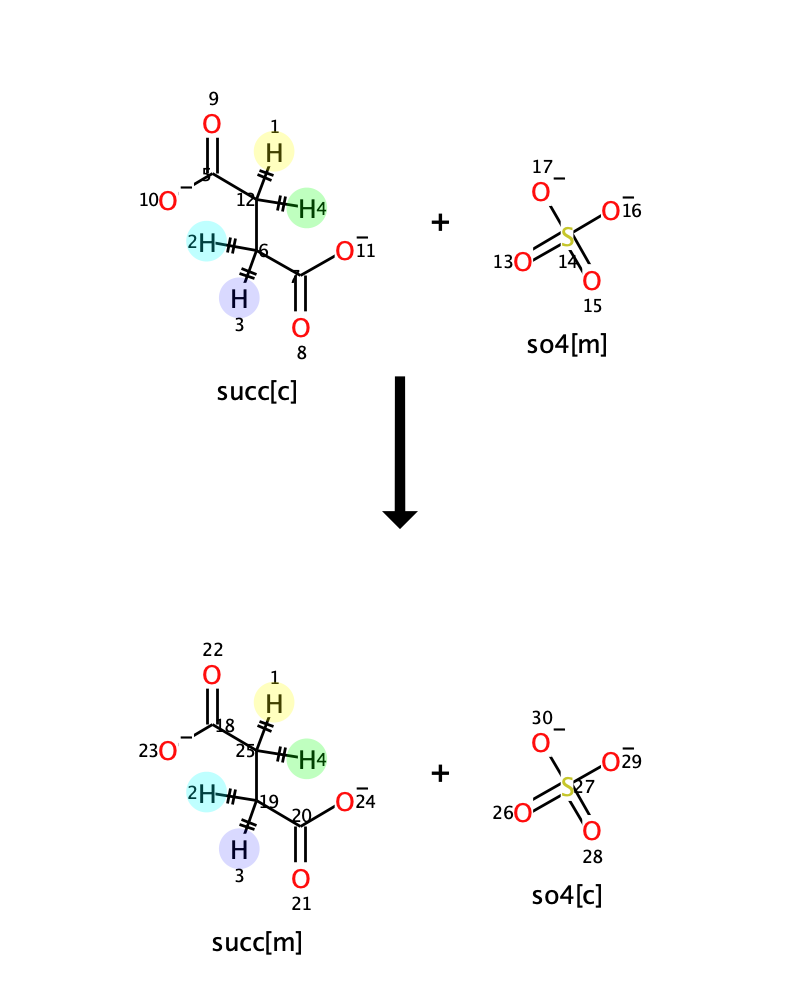 9
O
1
H
5
10 O −
12
H4
2H
6
O − 11
7
H
3
O
8
succ[c]
+
17
O −
O − 16
S
13 O
14
O
15
so4[m]
22
O
1
H
18
23 O −
25
H4
2H
19
O − 24
20
H
3
O
21
succ[m]
+
30
O −
O − 29
S 27
26 O
O
28
so4[c]